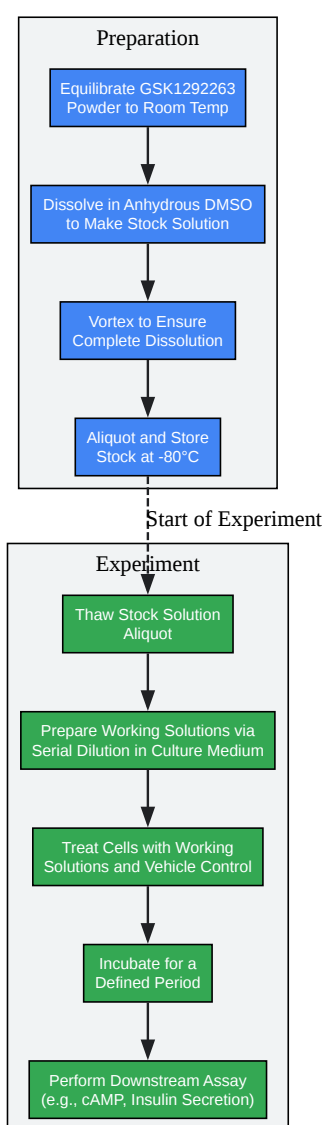 Preparation
Equilibrate GSK1292263
Powder to Room Temp
Dissolve in Anhydrous DMSO
to Make Stock Solution
Vortex to Ensure
Complete Dissolution
Aliquot and Store
Stock at -80°C
Start of Experiment
Experiment
Thaw Stock Solution
Aliquot
Prepare Working Solutions via
Serial Dilution in Culture Medium
Treat Cells with Working
Solutions and Vehicle Control
Incubate for a
Defined Period
Perform Downstream Assay
(e.g., cAMP, Insulin Secretion)